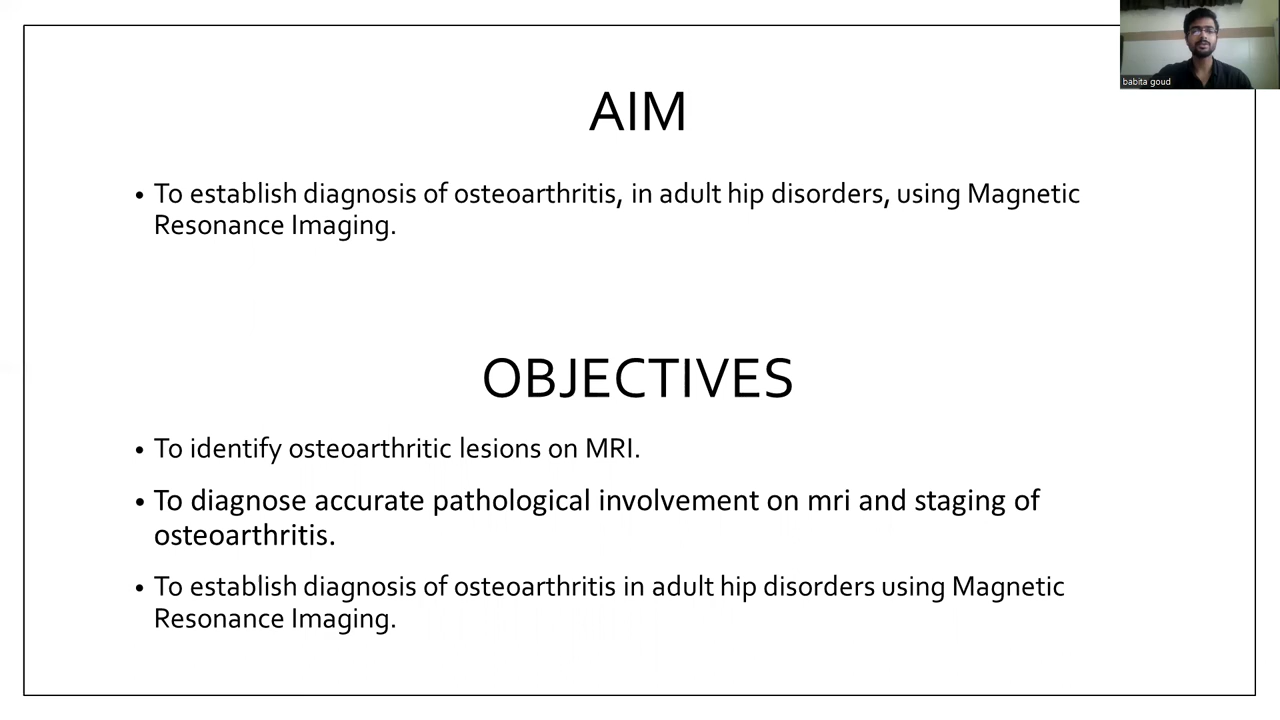 babita goud
AIM
• To establish diagnosis of osteoarthritis, in adult hip disorders, using Magnetic
Resonance Imaging.
OBJECTIVES
• To identify osteoarthritic lesions on MRI.
• To diagnose accurate pathological involvement on mri and staging of
osteoarthritis.
• To establish diagnosis of osteoarthritis in adult hip disorders using Magnetic
Resonance Imaging.